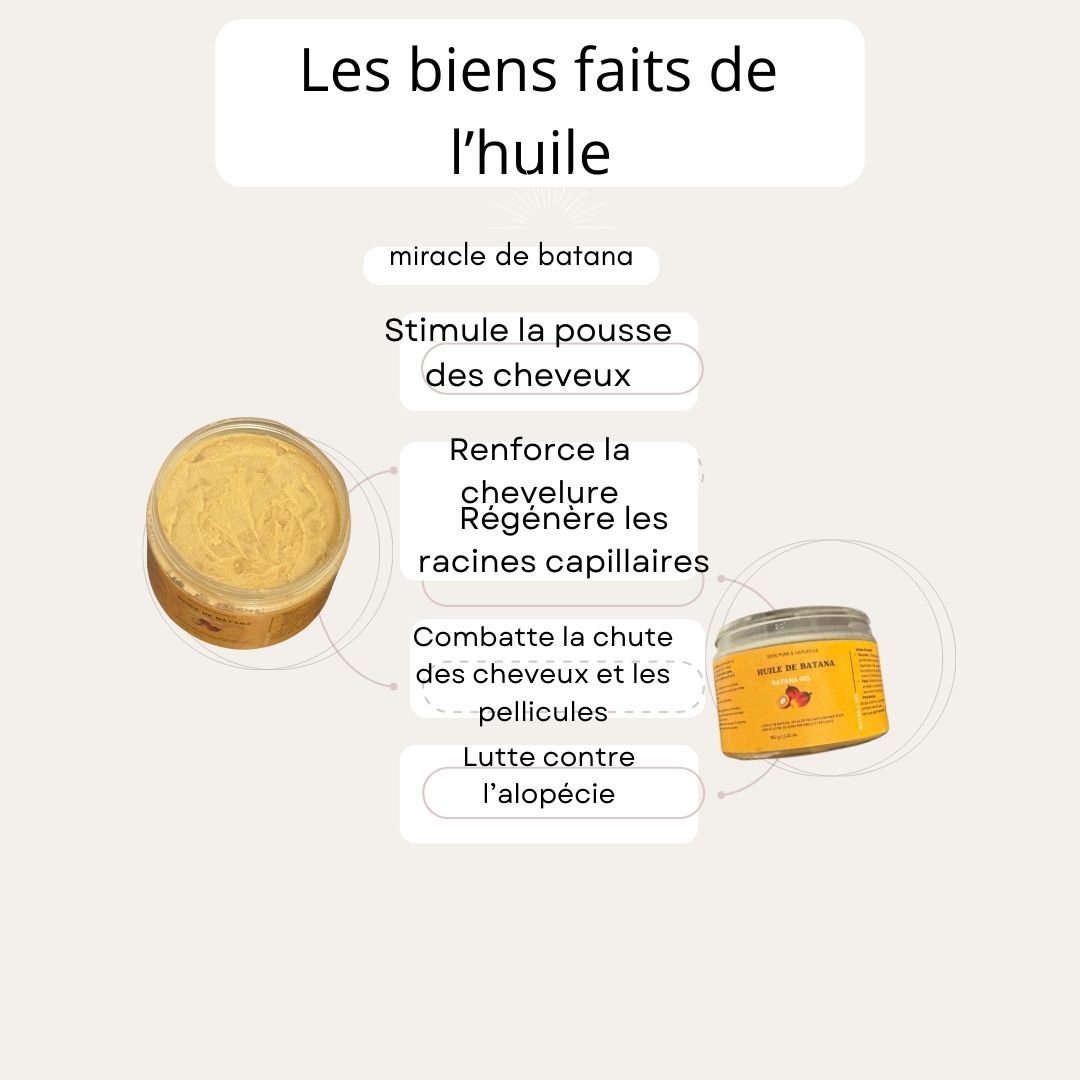 Les biens faits de
l’huile
miracle de batana
Stimule la pousse
des cheveux
Renforce la
chevelure
Régénère les
racines capillaires
Combatte la chute
des cheveux et les
pellicules
Lutte contre
l’alopécie
HUILE DE BATANA
100% PURE & NATURELLE
HUILE DE BATANA
BATANA OIL